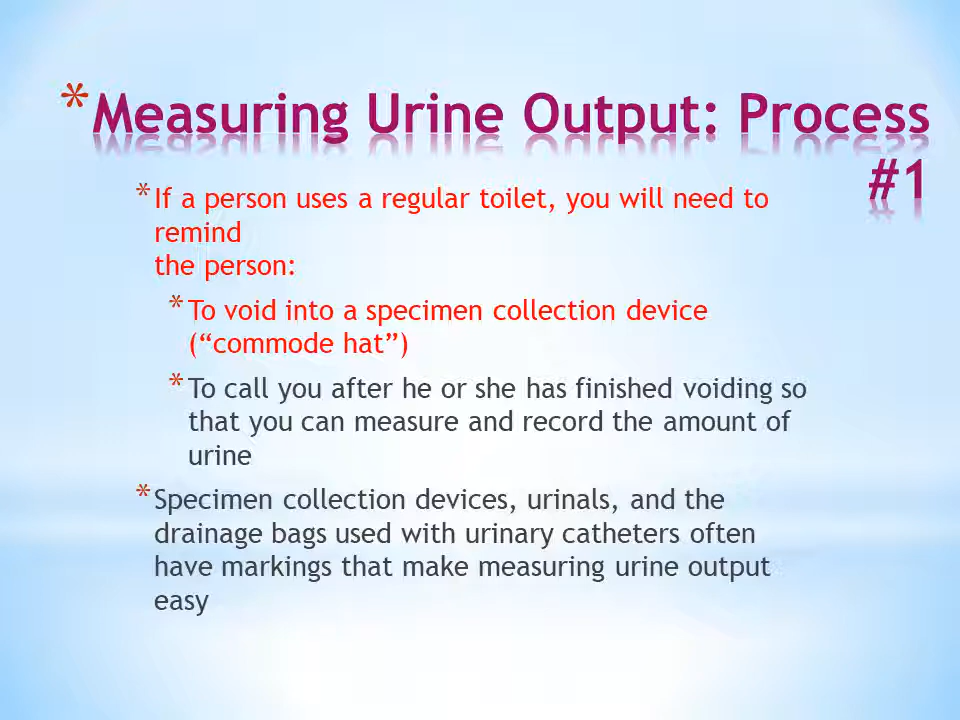 * Measuring Urine Output: Process
#1
* If a person uses a regular toilet, you will need to
remind
the person:
* To void into a specimen collection device
(“commode hat”)
* To call you after he or she has finished voiding so
that you can measure and record the amount of
urine
* Specimen collection devices, urinals, and the
drainage bags used with urinary catheters often
have markings that make measuring urine output
easy